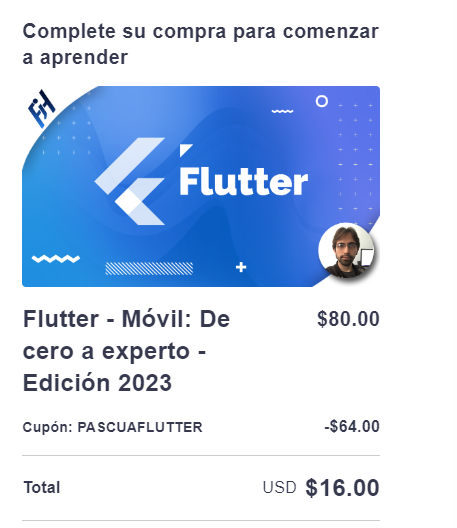 Complete su compra para comenzar
a aprender
FH
Flutter
Flutter - Móvil: De
cero a experto -
Edición 2023
$80.00
Cupón: PASCUAFLUTTER
-$64.00
Total
USD $16.00